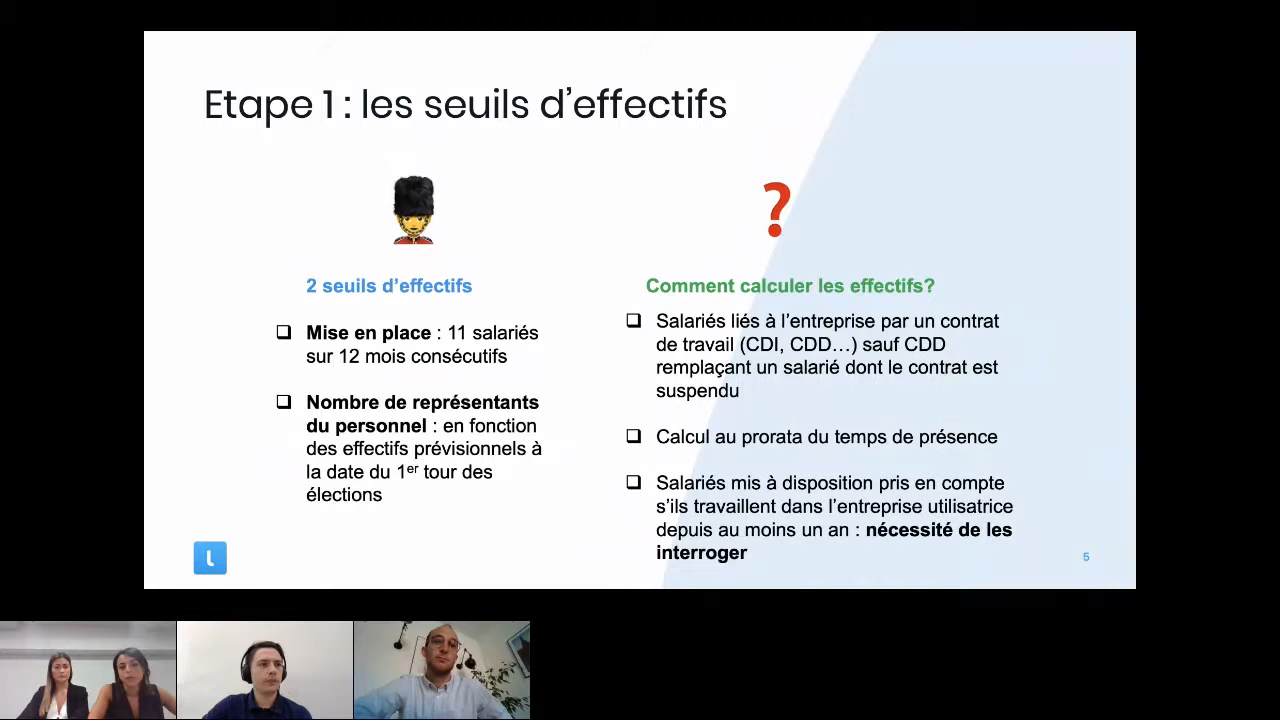 Etape 1 : les seuils d’effectifs
2 seuils d’effectifs
❑ Mise en place : 11 salariés
sur 12 mois consécutifs
❑ Nombre de représentants
du personnel : en fonction
des effectifs prévisionnels à
la date du 1er tour des
élections
Comment calculer les effectifs?
❑ Salariés liés à l’entreprise par un contrat
de travail (CDI, CDD…) sauf CDD
remplaçant un salarié dont le contrat est
suspendu
❑ Calcul au prorata du temps de présence
❑ Salariés mis à disposition pris en compte
s’ils travaillent dans l’entreprise utilisatrice
depuis au moins un an : nécessité de les
interroger
l
5